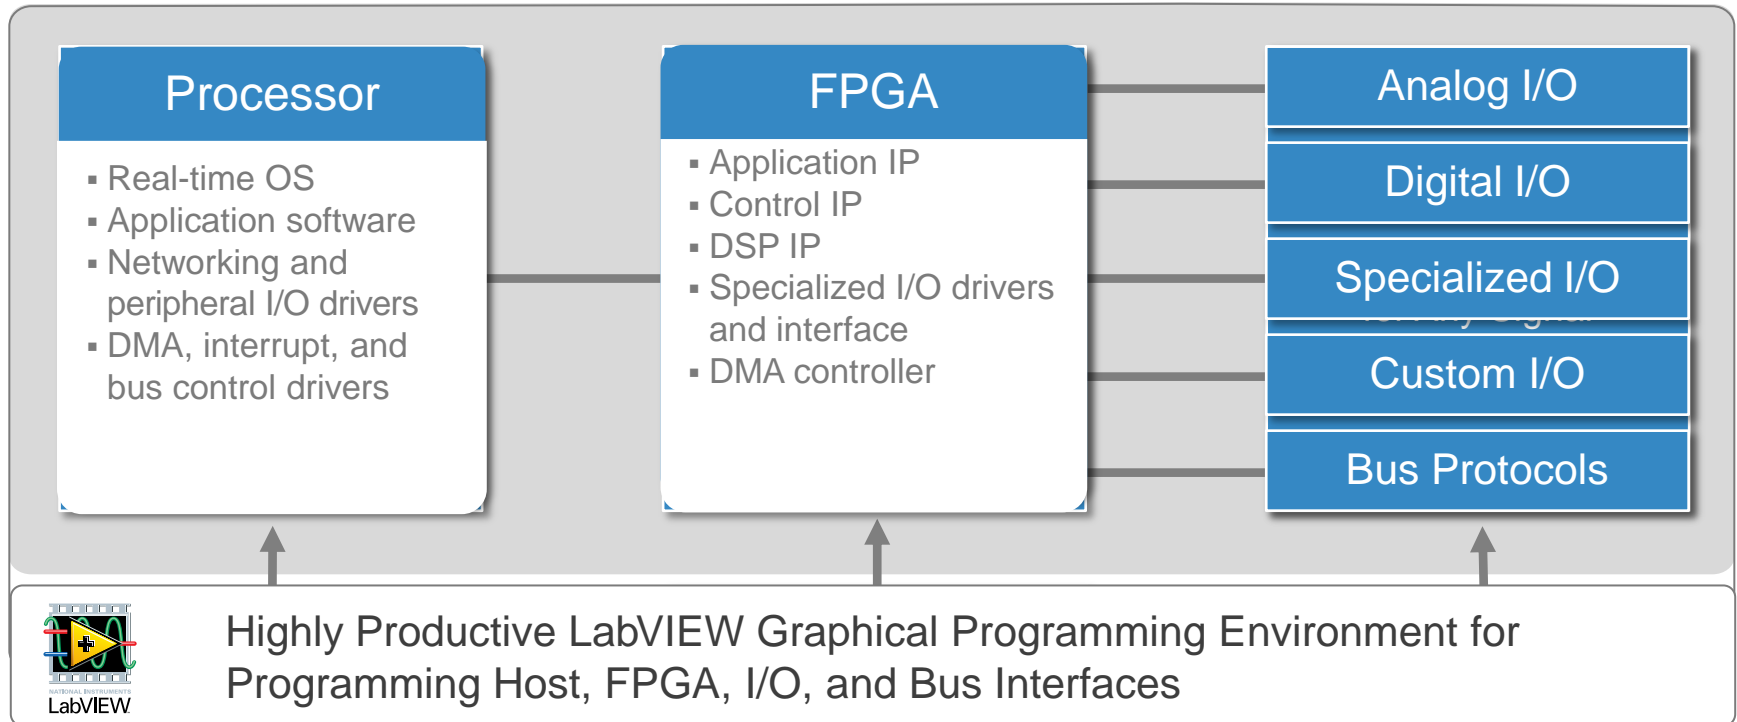 Processor
▪ Real-time OS
▪ Application software
▪ Networking and
peripheral I/O drivers
▪ DMA, interrupt, and
bus control drivers
FPGA
▪ Application IP
▪ Control IP
▪ DSP IP
▪ Specialized I/O drivers
and interface
▪ DMA controller
Analog I/O
Digital I/O
Specialized I/O
Custom I/O
Bus Protocols
NATIONAL INSTRUMENTS
LabVIEW
Highly Productive LabVIEW Graphical Programming Environment for
Programming Host, FPGA, I/O, and Bus Interfaces